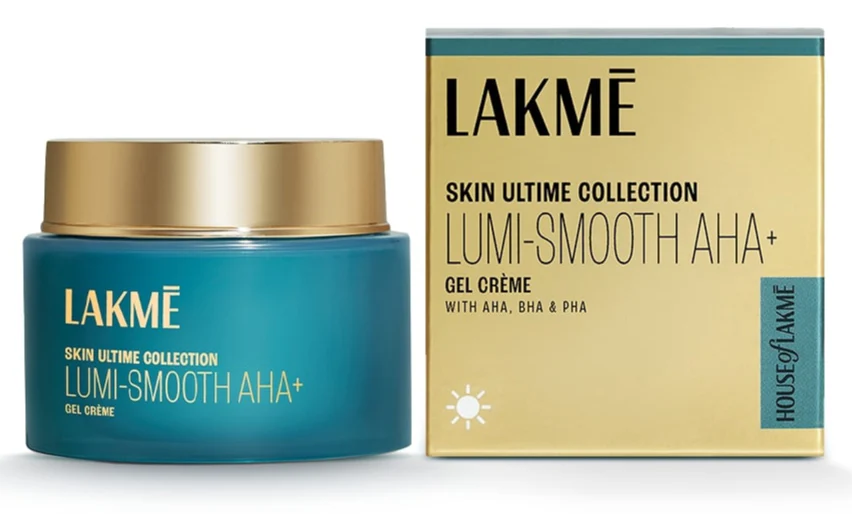 LAKMĒ
SKIN ULTIME COLLECTION
LUMI-SMOOTH AHA+
GEL CRÈME
LAKMĒ
SKIN ULTIME COLLECTION
LUMI-SMOOTH AHA+
GEL CRÈME
WITH AHA, BHA & PHA
HOUSE of LAKMĒ